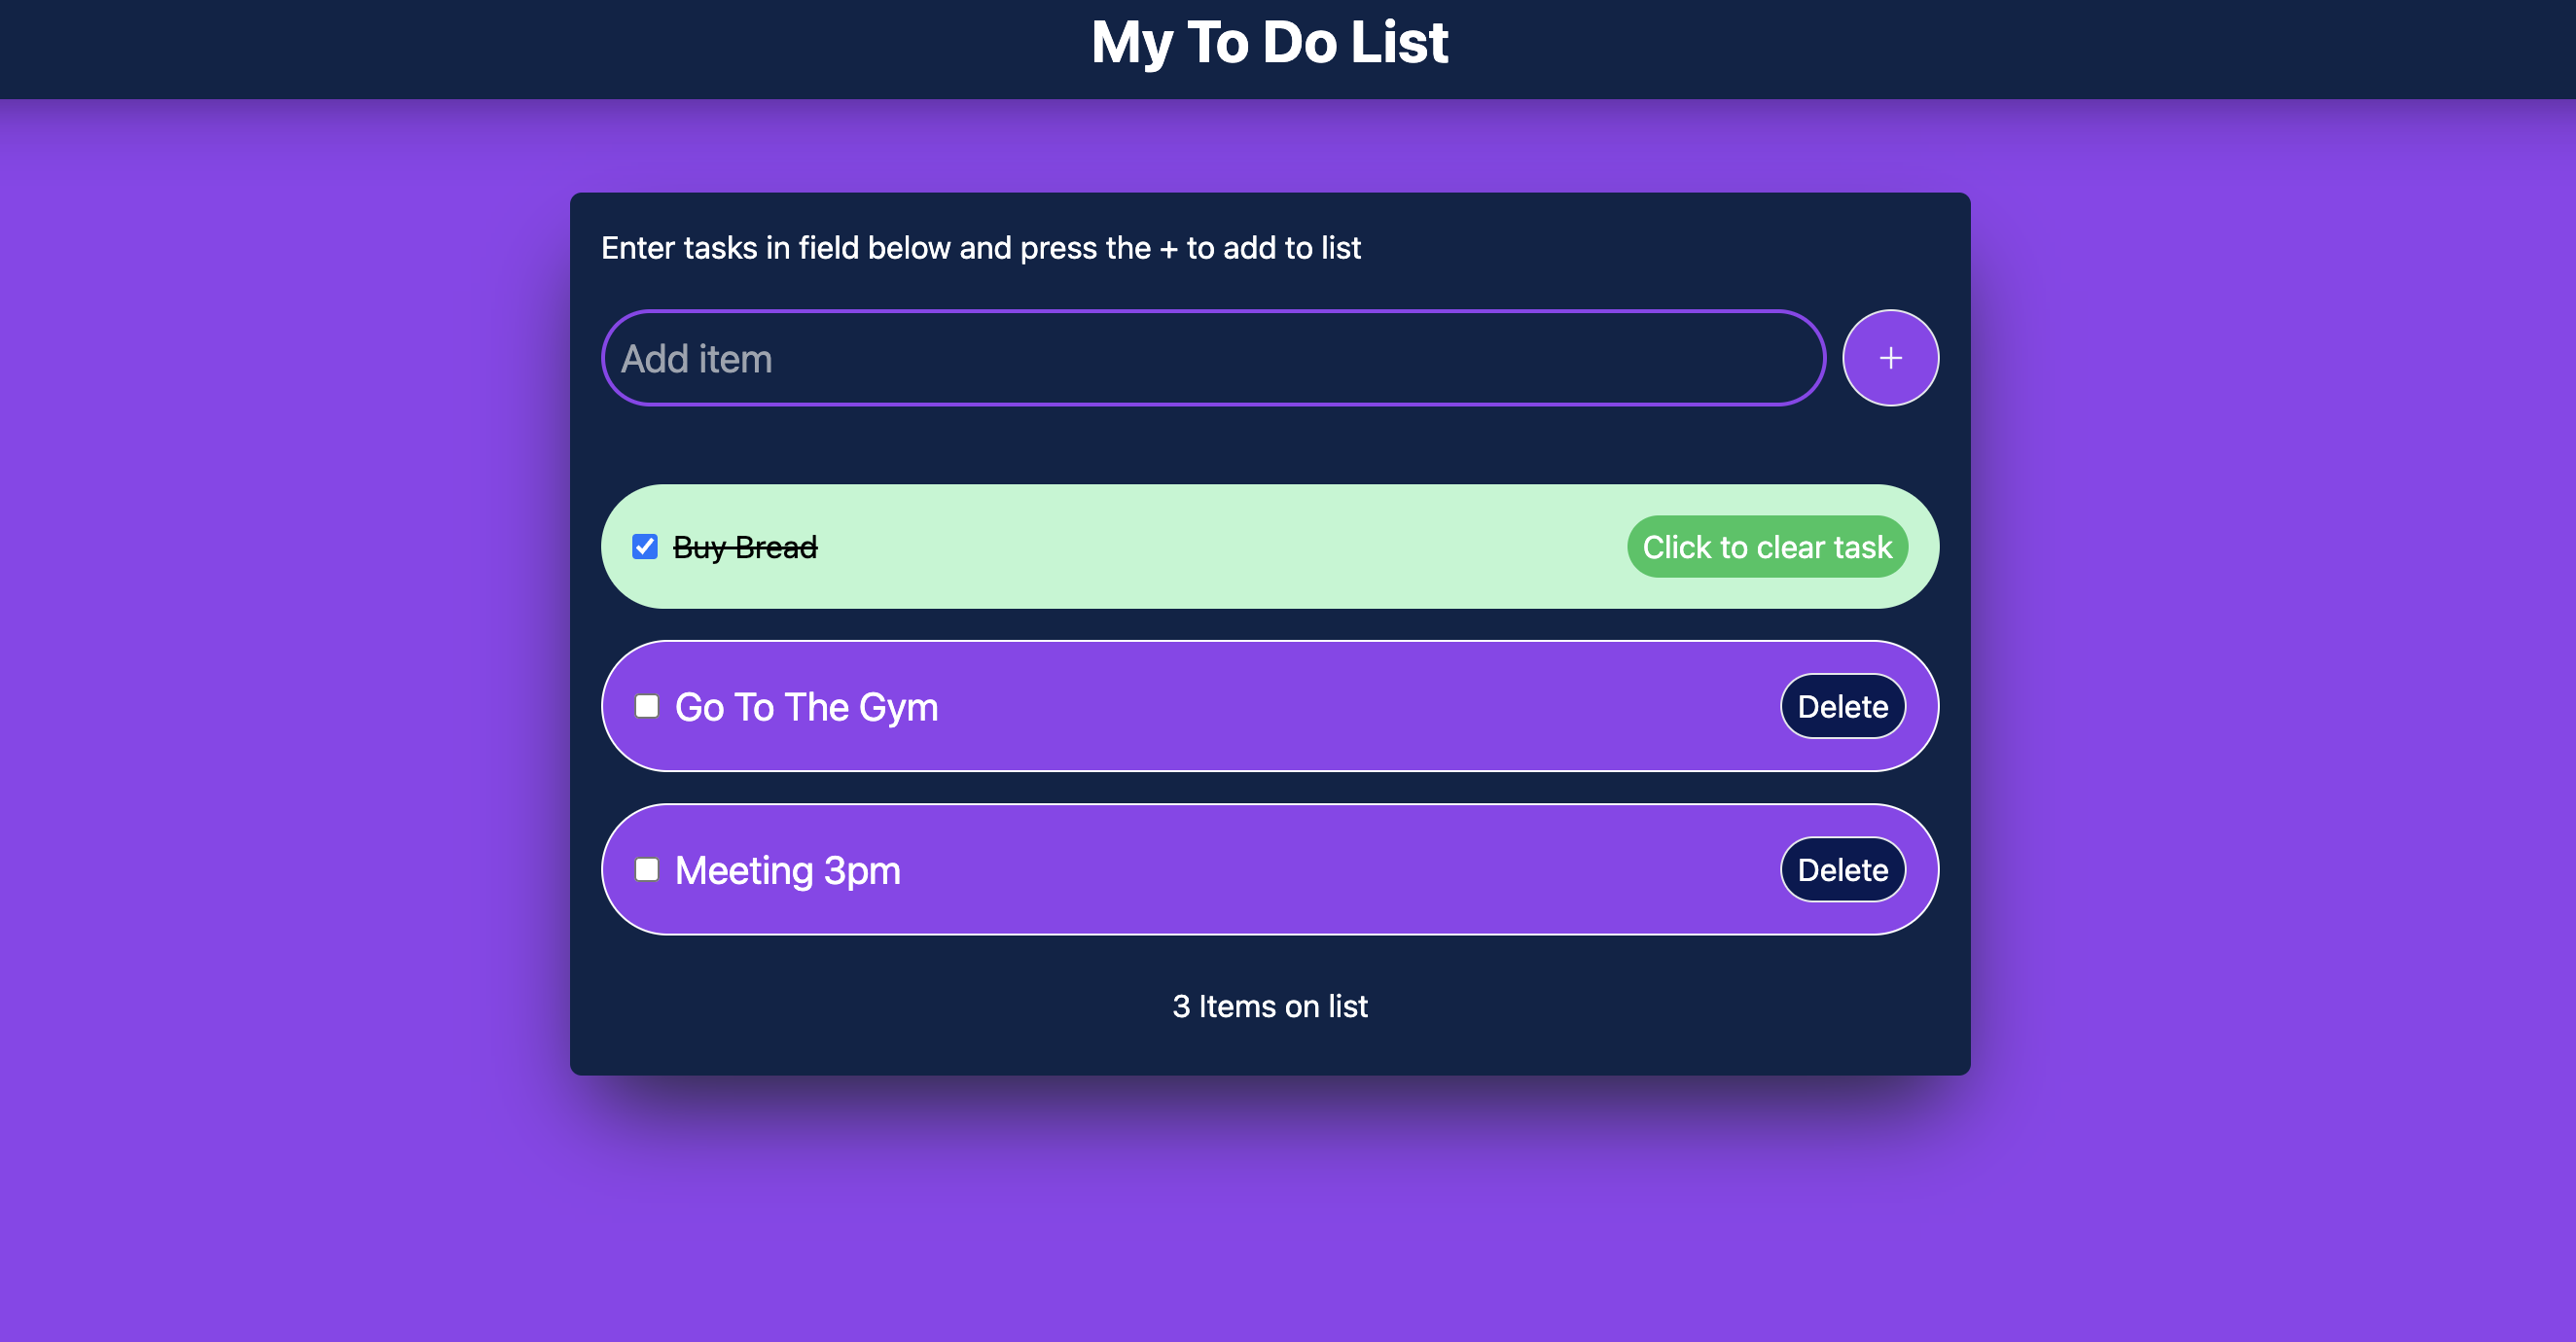 My To Do List
Enter tasks in field below and press the + to add to list
Add item
+
Buy Bread
Click to clear task
Go To The Gym
Delete
Meeting 3pm
Delete
3 Items on list